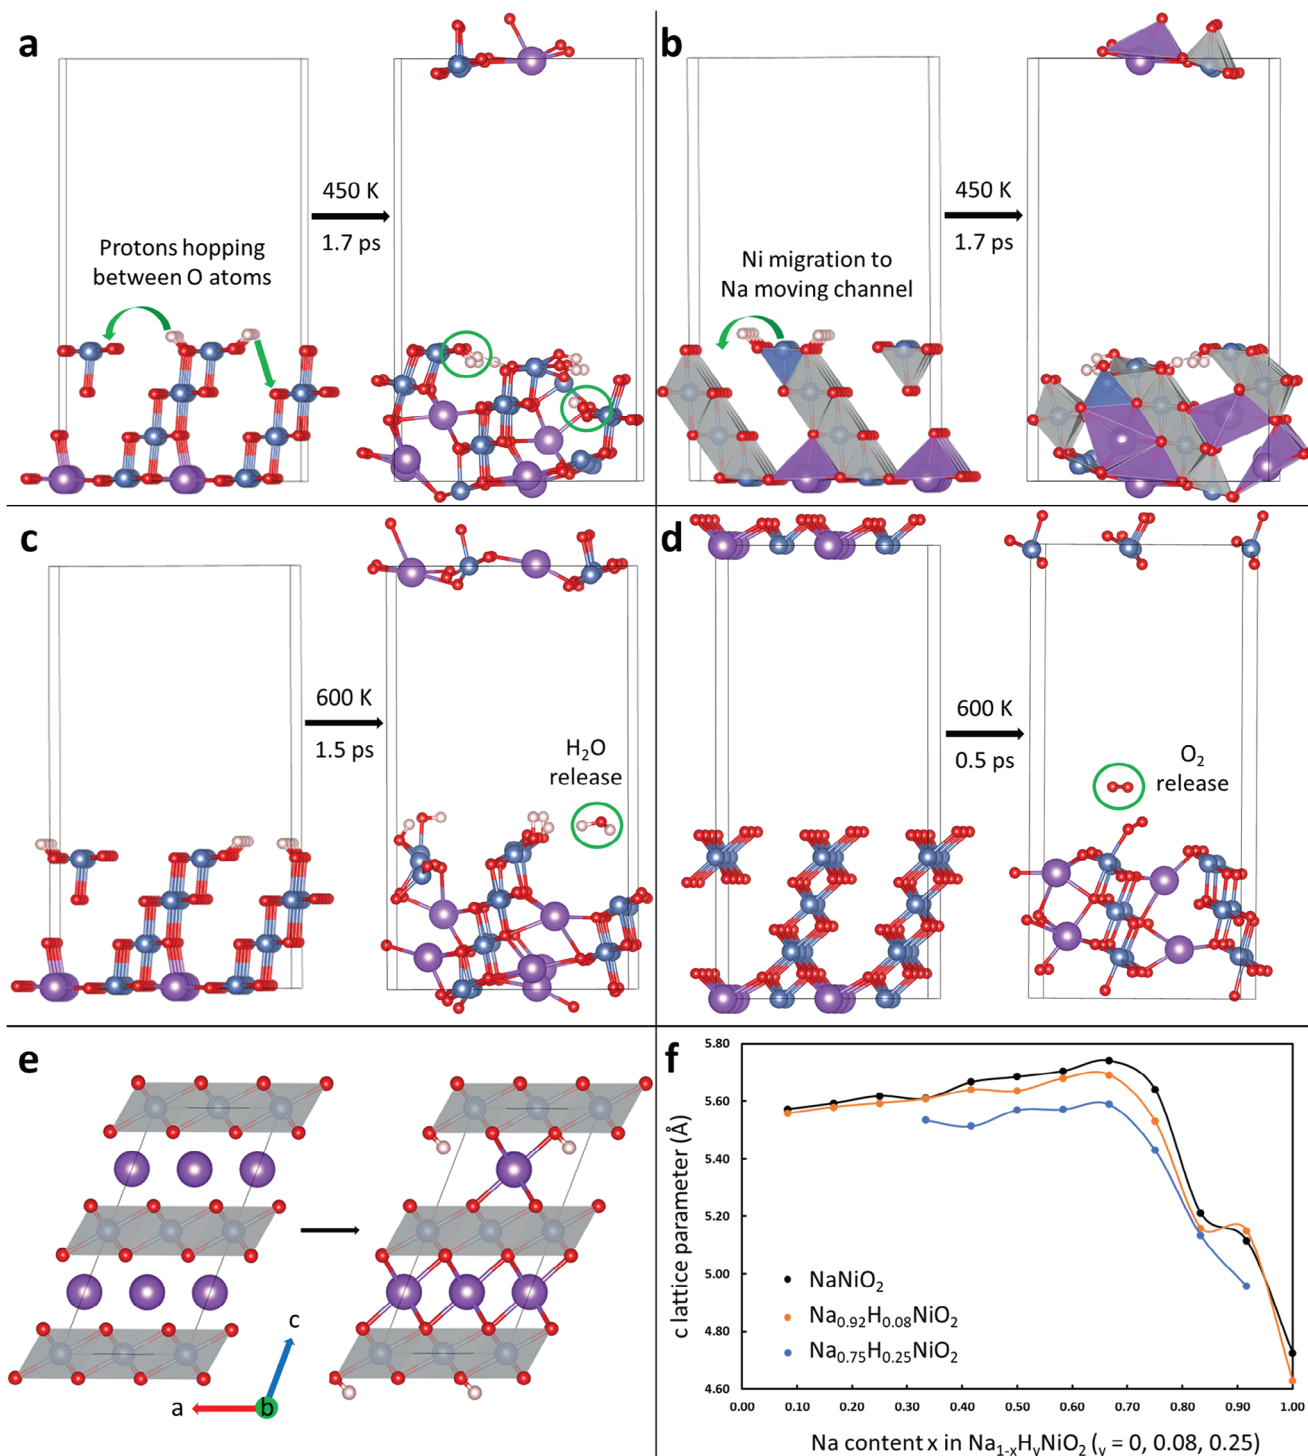 a
450 K
1.7 ps
Protons hopping
between O atoms
b
450 K
1.7 ps
Ni migration to
Na moving channel
c
600 K
1.5 ps
H₂O
release
d
600 K
0.5 ps
O₂
release
e
c
a
b
f
c lattice parameter (Å)
5.80
5.60
5.40
5.20
5.00
4.80
4.60
NaNiO₂
Na₀.₉₂H₀.₀₈NiO₂
Na₀.₇₅H₀.₂₅NiO₂
0.00 0.10 0.20 0.30 0.40 0.50 0.60 0.70 0.80 0.90 1.00
Na content x in Na₁₋ₓHᵧNiO₂ (ᵧ = 0, 0.08, 0.25)